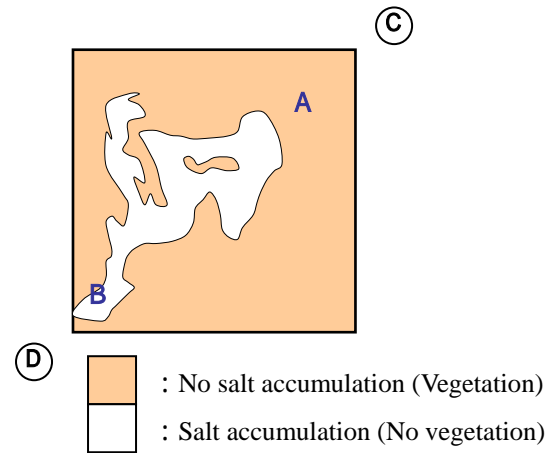 C
A
B
D
: No salt accumulation (Vegetation)
: Salt accumulation (No vegetation)